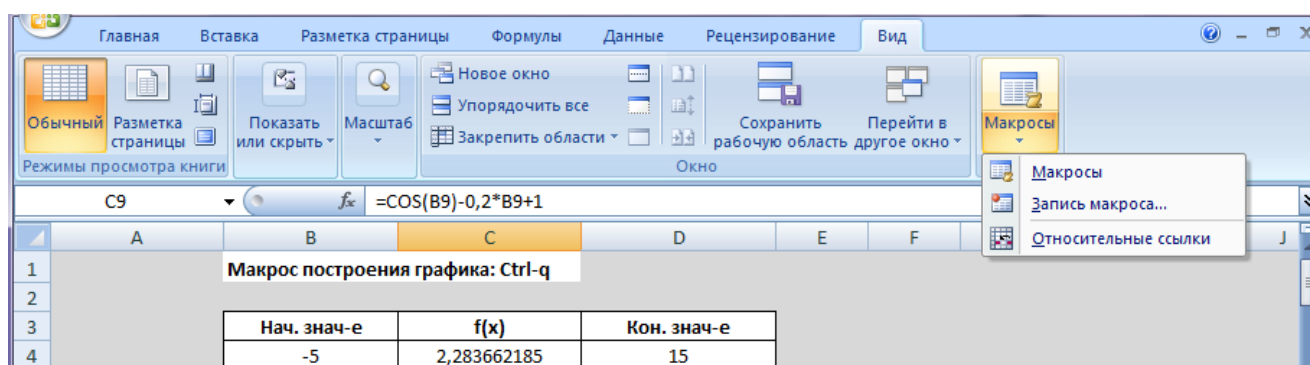 Главная Вставка Разметка страницы Формулы Данные Рецензирование Вид
Обычный
Разметка страницы
Показать или скрыть
Масштаб
Новое окно
Упорядочить все
Закрепить области
Сохранить рабочую область
Перейти в другое окно
Макросы
Режимы просмотра книги
Окно
Макросы
Запись макроса...
Относительные ссылки
C9 fx =COS(B9)-0,2*B9+1
A B C D E F J
1 Макрос построения графика: Ctrl-q
2
3 Нач. знач-е f(x) Кон. знач-е
4 -5 2,283662185 15